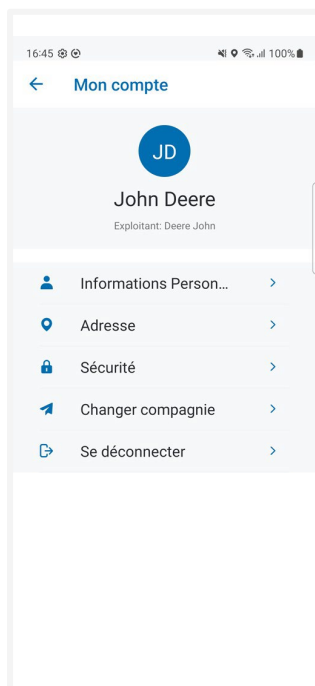 16:45 100%
Mon compte
JD
John Deere
Exploitant: Deere John
Informations Person...
Adresse
Sécurité
Changer compagnie
Se déconnecter